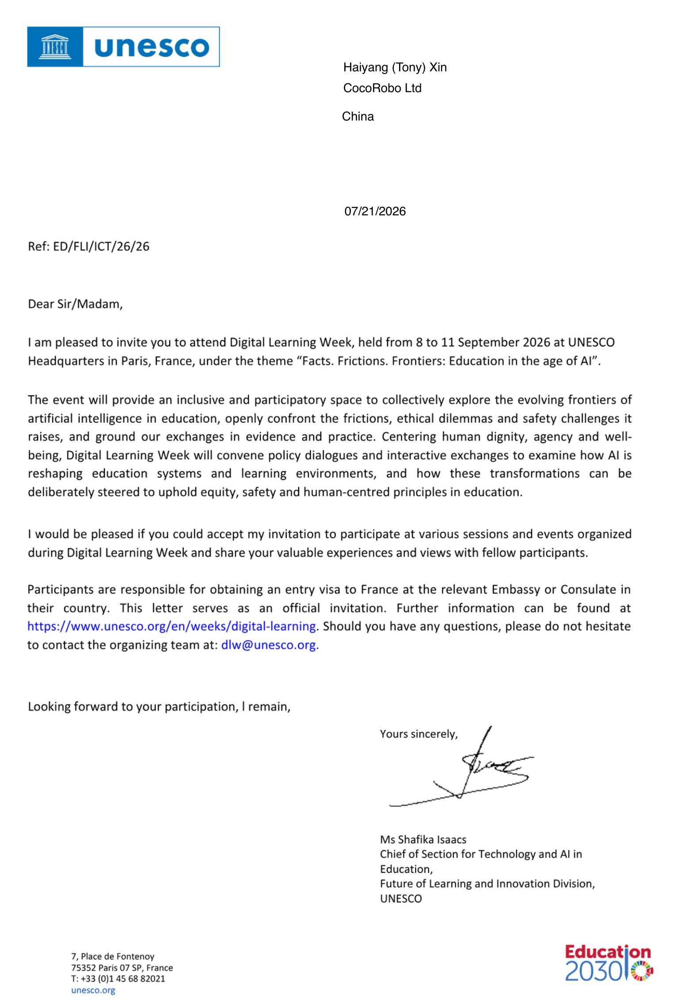 UNESCO
unesco
Haiyang (Tony) Xin
CocoRobo Ltd
China
07/21/2026
Ref: ED/FLI/ICT/26/26
Dear Sir/Madam,
I am pleased to invite you to attend Digital Learning Week, held from 8 to 11 September 2026 at UNESCO
Headquarters in Paris, France, under the theme “Facts. Frictions. Frontiers: Education in the age of AI”.
The event will provide an inclusive and participatory space to collectively explore the evolving frontiers of
artificial intelligence in education, openly confront the frictions, ethical dilemmas and safety challenges it
raises, and ground our exchanges in evidence and practice. Centering human dignity, agency and well-
being, Digital Learning Week will convene policy dialogues and interactive exchanges to examine how AI is
reshaping education systems and learning environments, and how these transformations can be
deliberately steered to uphold equity, safety and human-centred principles in education.
I would be pleased if you could accept my invitation to participate at various sessions and events organized
during Digital Learning Week and share your valuable experiences and views with fellow participants.
Participants are responsible for obtaining an entry visa to France at the relevant Embassy or Consulate in
their country. This letter serves as an official invitation. Further information can be found at
https://www.unesco.org/en/weeks/digital-learning. Should you have any questions, please do not hesitate
to contact the organizing team at: dlw@unesco.org.
Looking forward to your participation, I remain,
Yours sincerely,
Ms Shafika Isaacs
Chief of Section for Technology and AI in
Education,
Future of Learning and Innovation Division,
UNESCO
7, Place de Fontenoy
75352 Paris 07 SP, France
T: +33 (0)1 45 68 82021
unesco.org
Education
2030
4